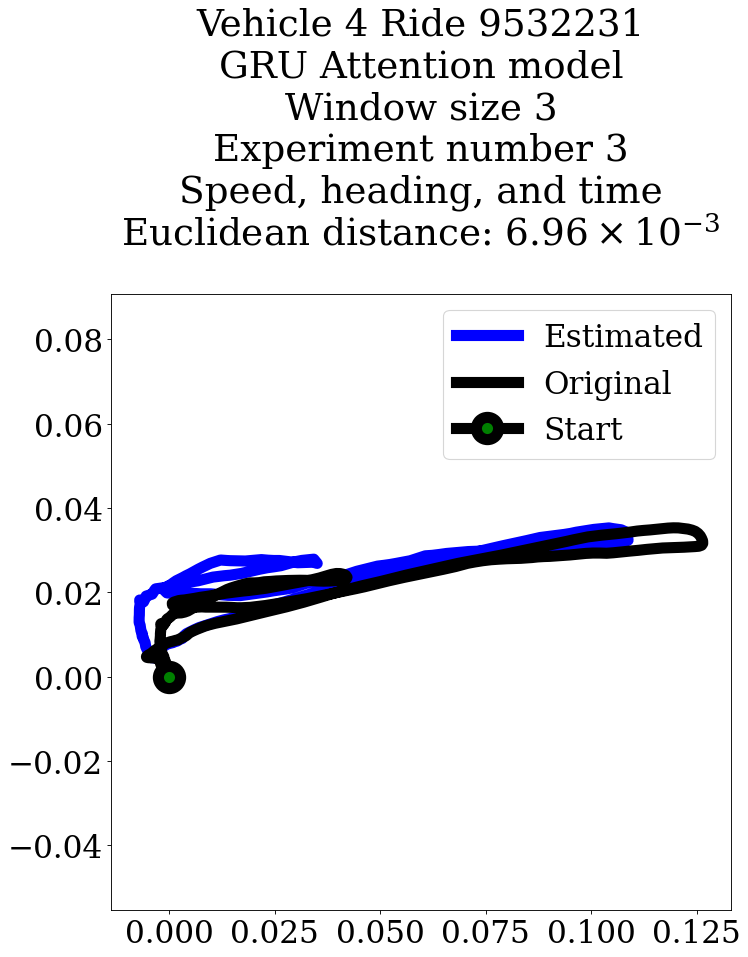 Vehicle 4 Ride 9532231
GRU Attention model
Window size 3
Experiment number 3
Speed, heading, and time
Euclidean distance: 6.96 × 10⁻³
Estimated
Original
Start
0.08
0.06
0.04
0.02
0.00
−0.02
−0.04
0.000 0.025 0.050 0.075 0.100 0.125